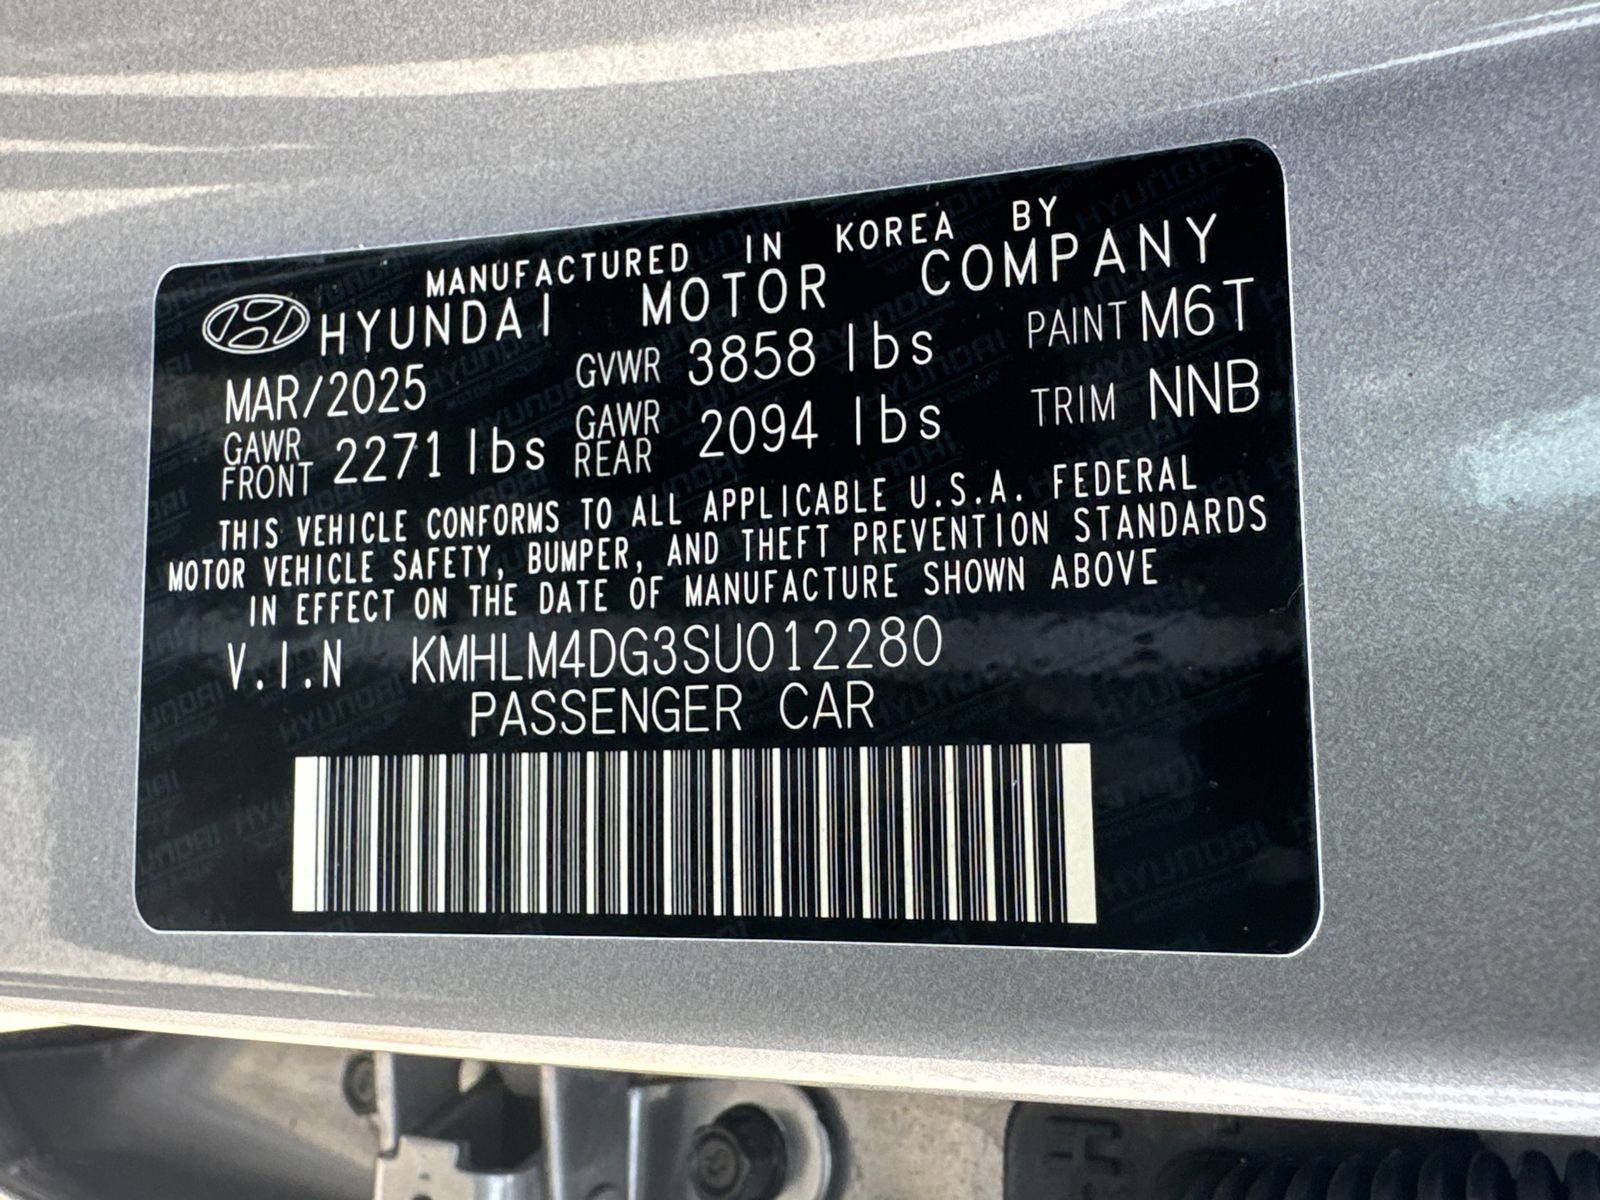 MANUFACTURED IN KOREA BY
HYUNDAI MOTOR COMPANY
MAR/2025 GVWR 3858 lbs PAINT M6T
GAWR FRONT 2271 lbs GAWR REAR 2094 lbs TRIM NNB
THIS VEHICLE CONFORMS TO ALL APPLICABLE U.S.A. FEDERAL
MOTOR VEHICLE SAFETY, BUMPER, AND THEFT PREVENTION STANDARDS
IN EFFECT ON THE DATE OF MANUFACTURE SHOWN ABOVE
V.I.N KMHLM4DG3SU012280
PASSENGER CAR